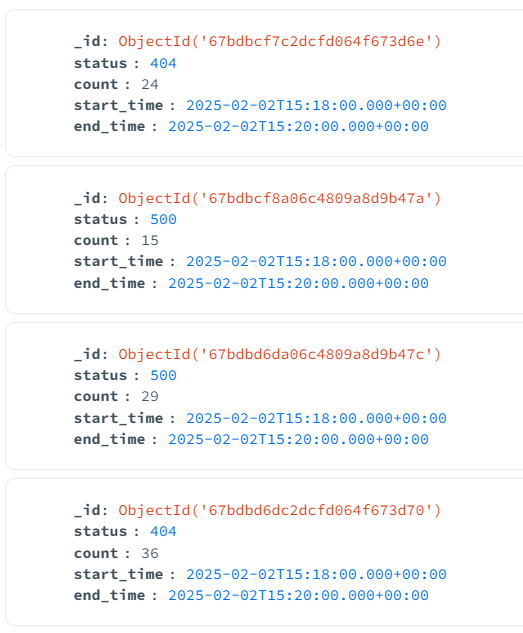 _id: ObjectId('67bdbcf7c2dcfd064f673d6e')
status : 404
count : 24
start_time : 2025-02-02T15:18:00.000+00:00
end_time : 2025-02-02T15:20:00.000+00:00
_id: ObjectId('67bdbcf8a06c4809a8d9b47a')
status : 500
count : 15
start_time : 2025-02-02T15:18:00.000+00:00
end_time : 2025-02-02T15:20:00.000+00:00
_id: ObjectId('67bdbd6da06c4809a8d9b47c')
status : 500
count : 29
start_time : 2025-02-02T15:18:00.000+00:00
end_time : 2025-02-02T15:20:00.000+00:00
_id: ObjectId('67bdbd6dc2dcfd064f673d70')
status : 404
count : 36
start_time : 2025-02-02T15:18:00.000+00:00
end_time : 2025-02-02T15:20:00.000+00:00